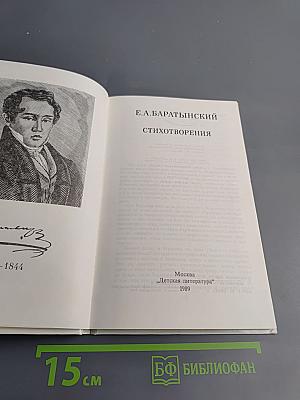 Е.А.БАРАТЫНСКИЙ
СТИХОТВОРЕНИЯ
–1844
Москва
„Детская литература"
1989
15 см
БФ БИБЛИОФАН